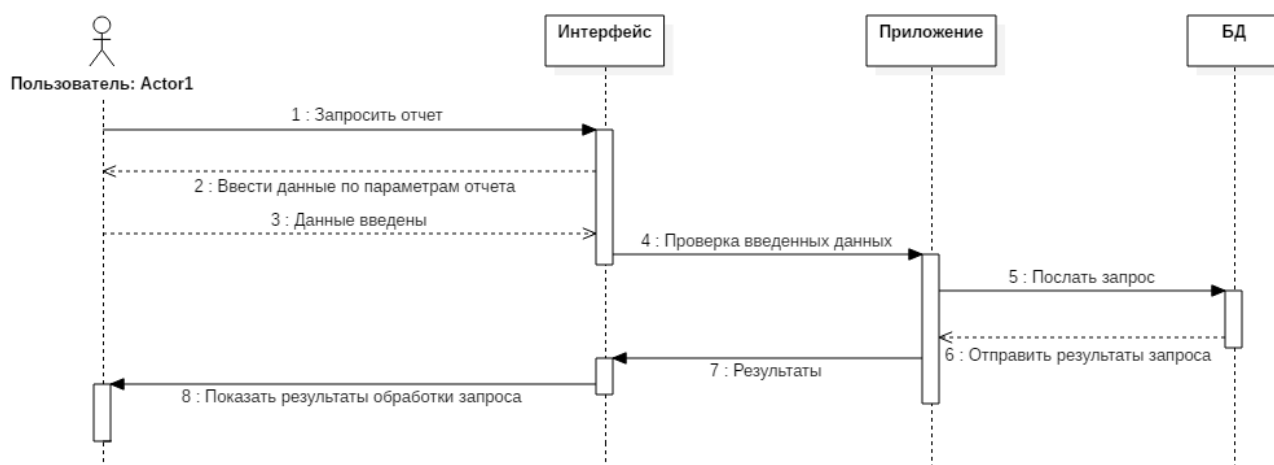 Интерфейс
Приложение
БД
Пользователь: Actor1
1 : Запросить отчет
2 : Ввести данные по параметрам отчета
3 : Данные введены
4 : Проверка введенных данных
5 : Послать запрос
6 : Отправить результаты запроса
7 : Результаты
8 : Показать результаты обработки запроса